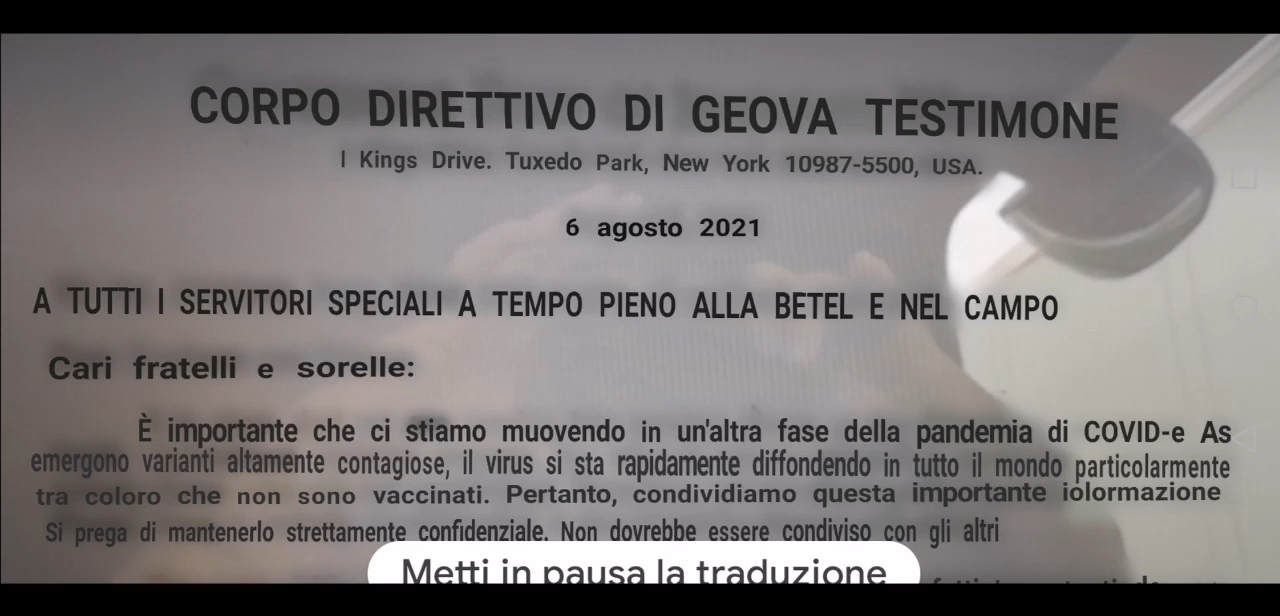 CORPO DIRETTIVO DI GEOVA TESTIMONE
I Kings Drive. Tuxedo Park, New York 10987-5500, USA.
6 agosto 2021
A TUTTI I SERVITORI SPECIALI A TEMPO PIENO ALLA BETEL E NEL CAMPO
Cari fratelli e sorelle:
È importante che ci stiamo muovendo in un'altra fase della pandemia di COVID-e As
emergono varianti altamente contagiose, il virus si sta rapidamente diffondendo in tutto il mondo particolarmente
tra coloro che non sono vaccinati. Pertanto, condividiamo questa importante iolormazione
Si prega di mantenerlo strettamente confidenziale. Non dovrebbe essere condiviso con gli altri
Metti in pausa la traduzione